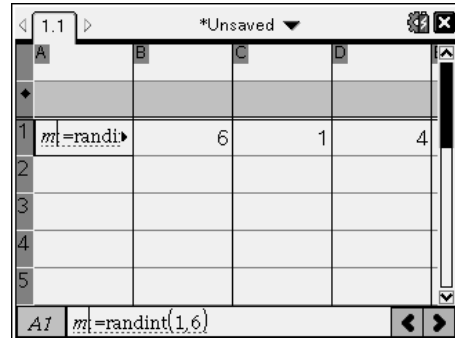 1.1 *Unsaved
A B C D
◆
1 m:=randi 6 1 4
2
3
4
5
A1 m:=randint(1,6)